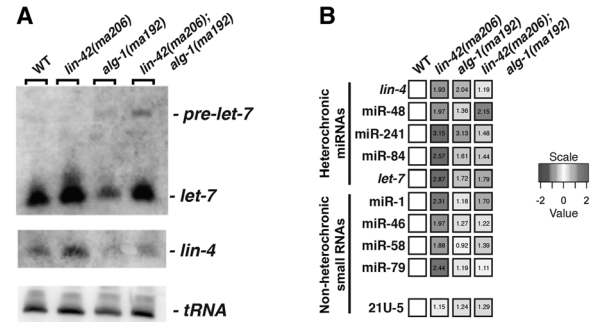 A
WT
lin-42(ma206)
alg-1(ma192)
lin-42(ma206);
alg-1(ma192)
- pre-let-7
- let-7
- lin-4
- tRNA
B
WT
lin-42(ma206)
alg-1(ma192)
lin-42(ma206);
alg-1(ma192)
Heterochronic
miRNAs
lin-4 1.93 2.04 1.19
miR-48 1.97 1.36 2.15
miR-241 3.15 3.13 1.48
miR-84 2.57 1.61 1.44
let-7 2.87 1.72 1.79
Non-heterochronic
small RNAs
miR-1 2.31 1.18 1.70
miR-46 1.97 1.27 1.22
miR-58 1.88 0.92 1.39
miR-79 2.44 1.19 1.11
21U-5 1.15 1.24 1.29
Scale
-2 0 1 2
Value